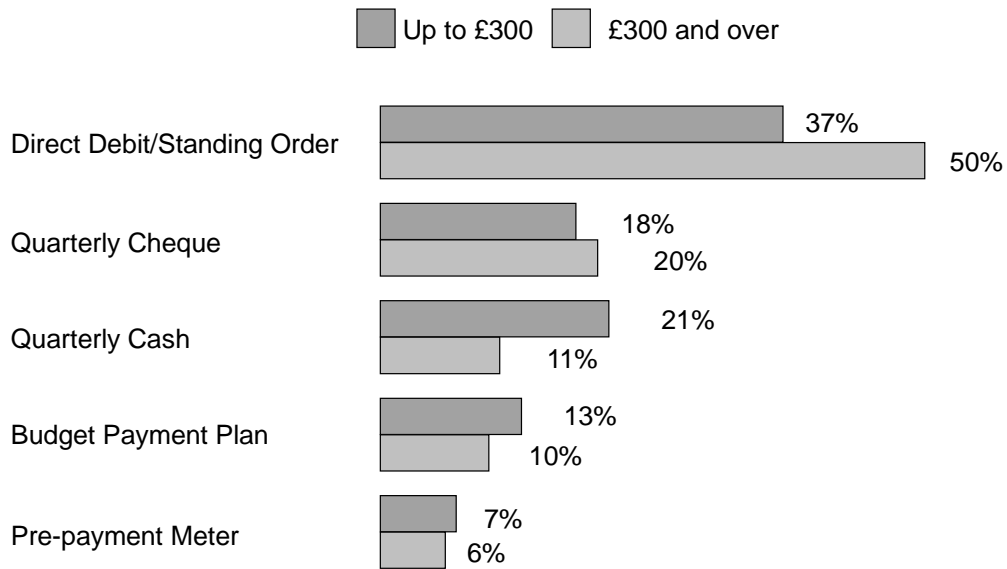 Up to £300 £300 and over
37%
Direct Debit/Standing Order
50%
18%
Quarterly Cheque
20%
21%
Quarterly Cash
11%
13%
Budget Payment Plan
10%
7%
Pre-payment Meter
6%